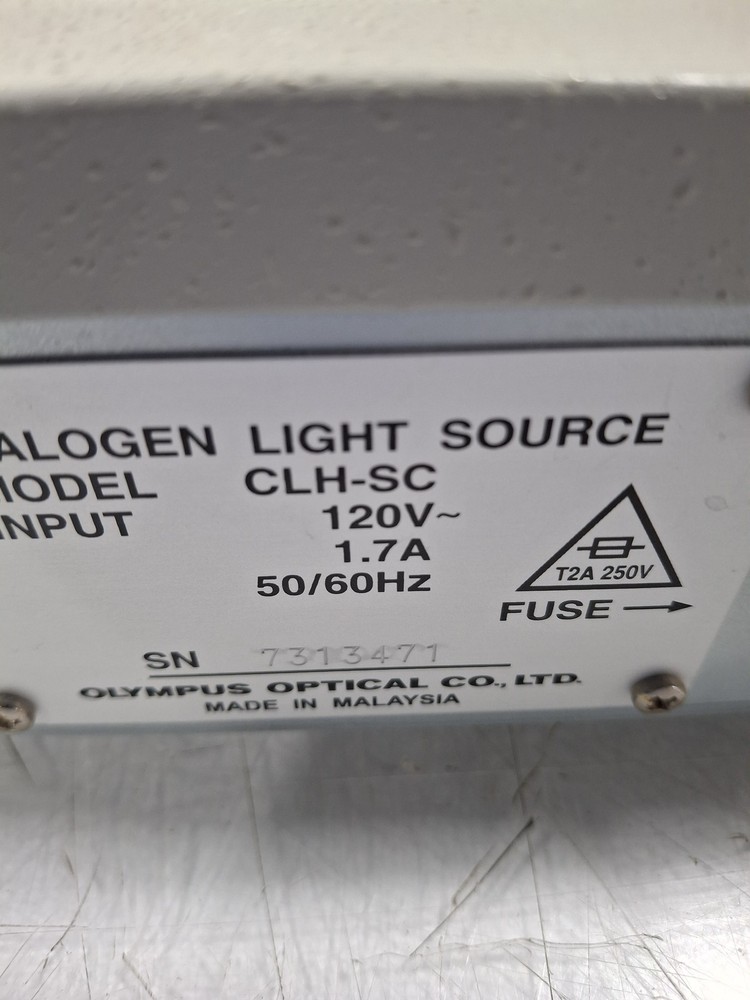 ALOGEN LIGHT SOURCE
MODEL CLH-SC
INPUT 120V~
1.7A
50/60Hz
T2A 250V
FUSE →
SN 7313471
OLYMPUS OPTICAL CO., LTD.
MADE IN MALAYSIA